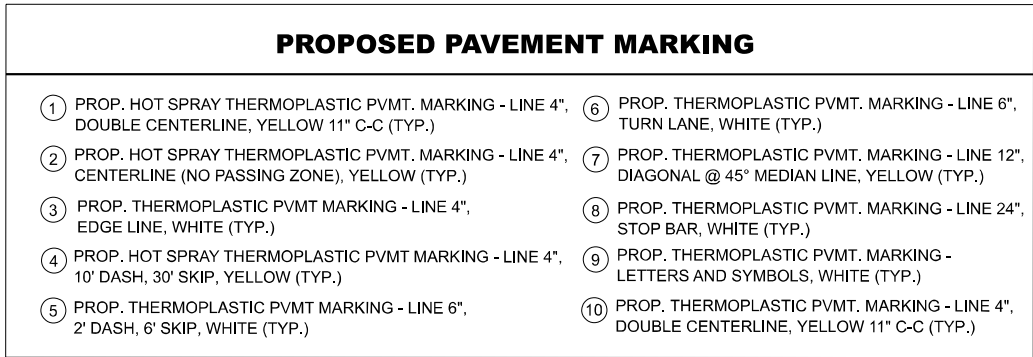 PROPOSED PAVEMENT MARKING
1 PROP. HOT SPRAY THERMOPLASTIC PVMT. MARKING - LINE 4",
DOUBLE CENTERLINE, YELLOW 11" C-C (TYP.)
2 PROP. HOT SPRAY THERMOPLASTIC PVMT. MARKING - LINE 4",
CENTERLINE (NO PASSING ZONE), YELLOW (TYP.)
3 PROP. THERMOPLASTIC PVMT MARKING - LINE 4",
EDGE LINE, WHITE (TYP.)
4 PROP. HOT SPRAY THERMOPLASTIC PVMT MARKING - LINE 4",
10' DASH, 30' SKIP, YELLOW (TYP.)
5 PROP. THERMOPLASTIC PVMT MARKING - LINE 6",
2' DASH, 6' SKIP, WHITE (TYP.)
6 PROP. THERMOPLASTIC PVMT. MARKING - LINE 6",
TURN LANE, WHITE (TYP.)
7 PROP. THERMOPLASTIC PVMT. MARKING - LINE 12",
DIAGONAL @ 45° MEDIAN LINE, YELLOW (TYP.)
8 PROP. THERMOPLASTIC PVMT. MARKING - LINE 24",
STOP BAR, WHITE (TYP.)
9 PROP. THERMOPLASTIC PVMT. MARKING -
LETTERS AND SYMBOLS, WHITE (TYP.)
10 PROP. THERMOPLASTIC PVMT. MARKING - LINE 4",
DOUBLE CENTERLINE, YELLOW 11" C-C (TYP.)